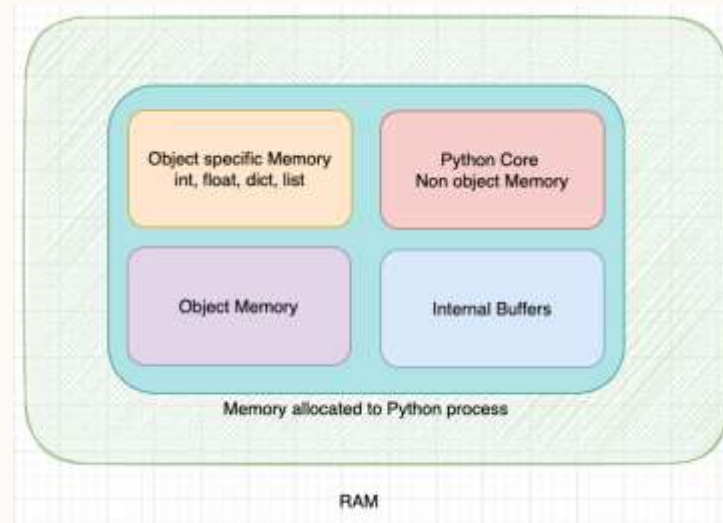 Object specific Memory
int, float, dict, list
Python Core
Non object Memory
Object Memory
Internal Buffers
Memory allocated to Python process
RAM